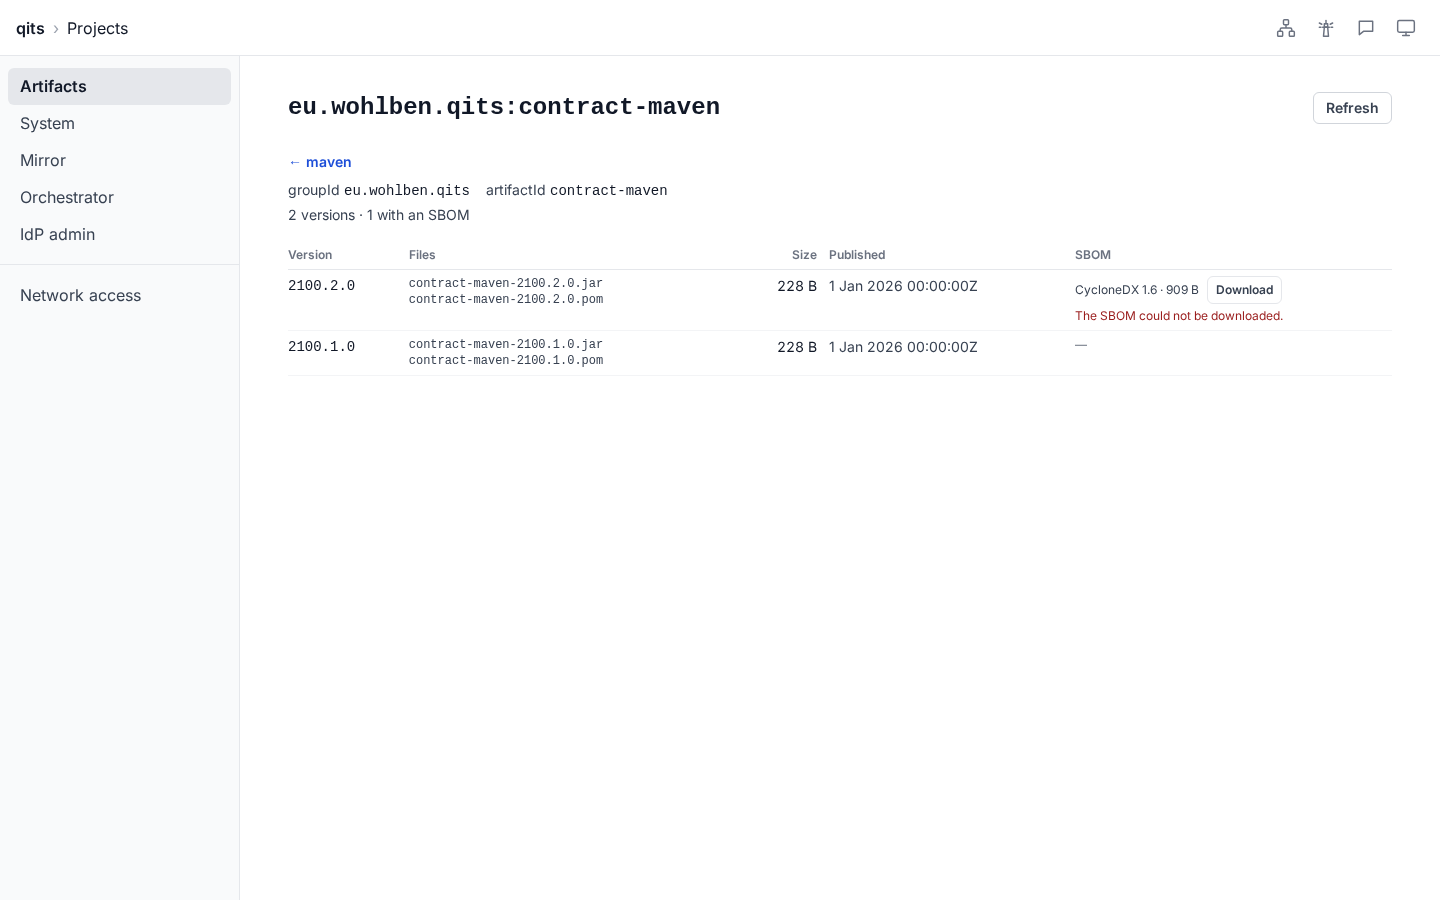 qits › Projects
Artifacts
System
Mirror
Orchestrator
IdP admin
Network access
eu.wohlben.qits:contract-maven
Refresh
← maven
groupId eu.wohlben.qits artifactId contract-maven
2 versions · 1 with an SBOM
Version Files Size Published SBOM
2100.2.0 contract-maven-2100.2.0.jar 228 B 1 Jan 2026 00:00:00Z CycloneDX 1.6 · 909 B Download
contract-maven-2100.2.0.pom
The SBOM could not be downloaded.
2100.1.0 contract-maven-2100.1.0.jar 228 B 1 Jan 2026 00:00:00Z —
contract-maven-2100.1.0.pom